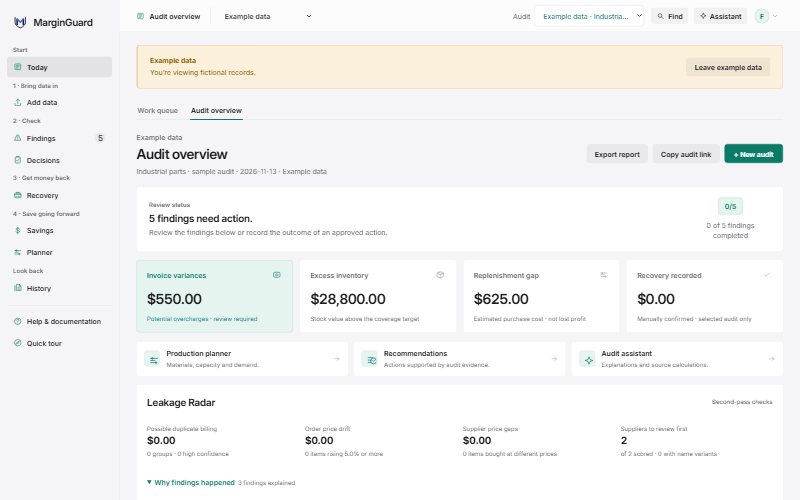 MarginGuard
Audit overview
Example data
Audit
Example data · Industria...
Find
Assistant
F
Start
Today
1 · Bring data in
Add data
2 · Check
Findings
5
Decisions
3 · Get money back
Recovery
4 · Save going forward
Savings
Planner
Look back
History
Help & documentation
Quick tour
Example data
You're viewing fictional records.
Leave example data
Work queue
Audit overview
Example data
Audit overview
Industrial parts · sample audit · 2026-11-13 · Example data
Export report
Copy audit link
+ New audit
Review status
5 findings need action.
Review the findings below or record the outcome of an approved action.
0/5
0 of 5 findings
completed
Invoice variances
$550.00
Potential overcharges · review required
Excess inventory
$28,800.00
Stock value above the coverage target
Replenishment gap
$625.00
Estimated purchase cost · not lost profit
Recovery recorded
$0.00
Manually confirmed · selected audit only
Production planner
Materials, capacity and demand.
Recommendations
Actions supported by audit evidence.
Audit assistant
Explanations and source calculations.
Leakage Radar
Second-pass checks
Possible duplicate billing
$0.00
0 groups · 0 high confidence
Order price drift
$0.00
0 items rising 5.0% or more
Supplier price gaps
$0.00
0 items bought at different prices
Suppliers to review first
2
of 2 scored · 0 with name variants
Why findings happened
3 findings explained